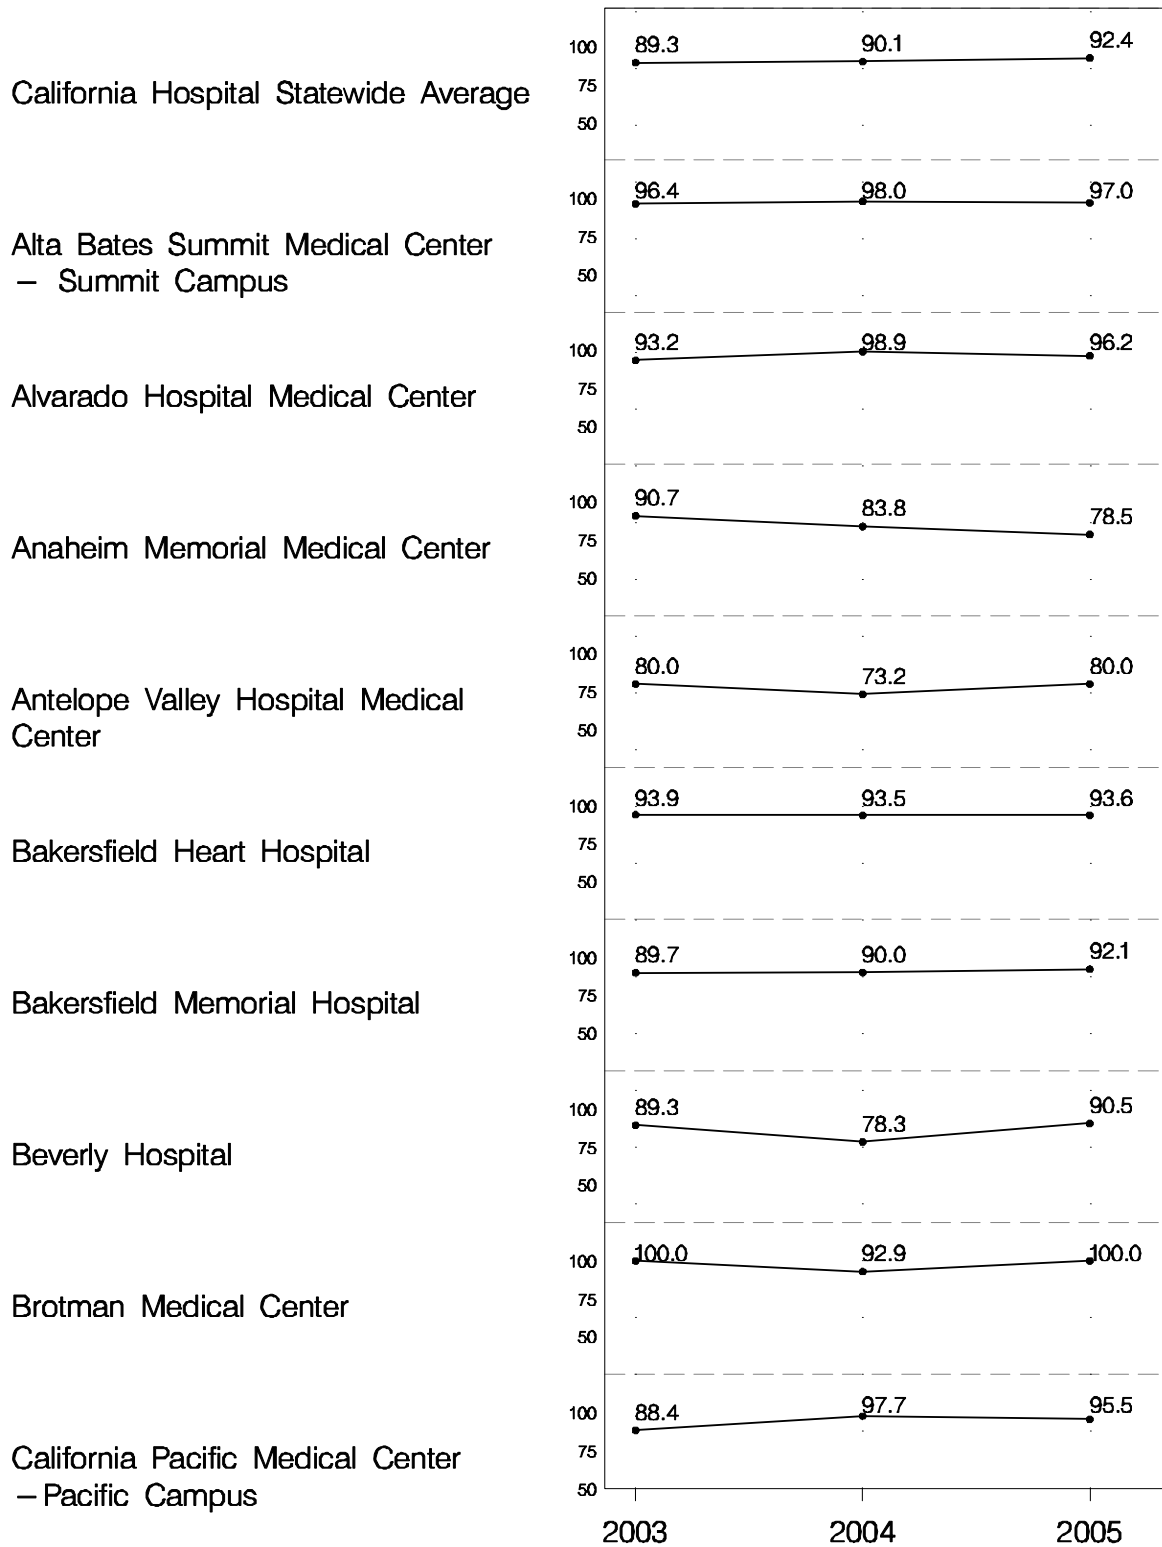 100 89.3 90.1 92.4
California Hospital Statewide Average
75
50
100 96.4 98.0 97.0
75
Alta Bates Summit Medical Center
– Summit Campus
50
100 93.2 98.9 96.2
75
Alvarado Hospital Medical Center
50
100 90.7 83.8 78.5
75
Anaheim Memorial Medical Center
50
100 80.0 73.2 80.0
75
Antelope Valley Hospital Medical
Center
50
100 93.9 93.5 93.6
75
Bakersfield Heart Hospital
50
100 89.7 90.0 92.1
75
Bakersfield Memorial Hospital
50
100 89.3 78.3 90.5
75
Beverly Hospital
50
100 100.0 92.9 100.0
75
Brotman Medical Center
50
100 88.4 97.7 95.5
75
California Pacific Medical Center
– Pacific Campus
50
2003 2004 2005